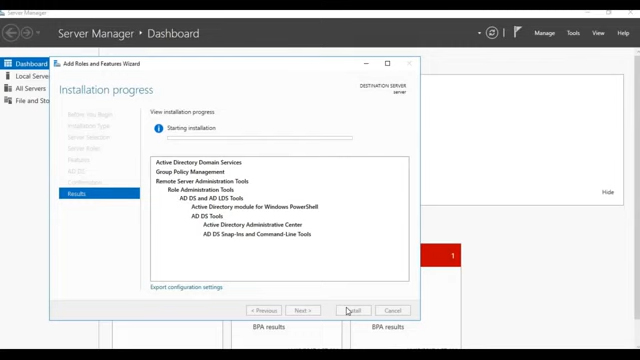 Server Manager
Server Manager • Dashboard
Manage Tools View Help
Dashboard
Local Serve
All Servers
File and Sto
Add Roles and Features Wizard
Installation progress
DESTINATION SERVER
server
Before You Begin
Installation Type
Server Selection
Server Roles
Features
AD DS
Confirmation
Results
View installation progress
Starting installation
Active Directory Domain Services
Group Policy Management
Remote Server Administration Tools
Role Administration Tools
AD DS and AD LDS Tools
Active Directory module for Windows PowerShell
AD DS Tools
Active Directory Administrative Center
AD DS Snap-Ins and Command-Line Tools
Export configuration settings
< Previous Next > Install Cancel
Hide
1
BPA results BPA results